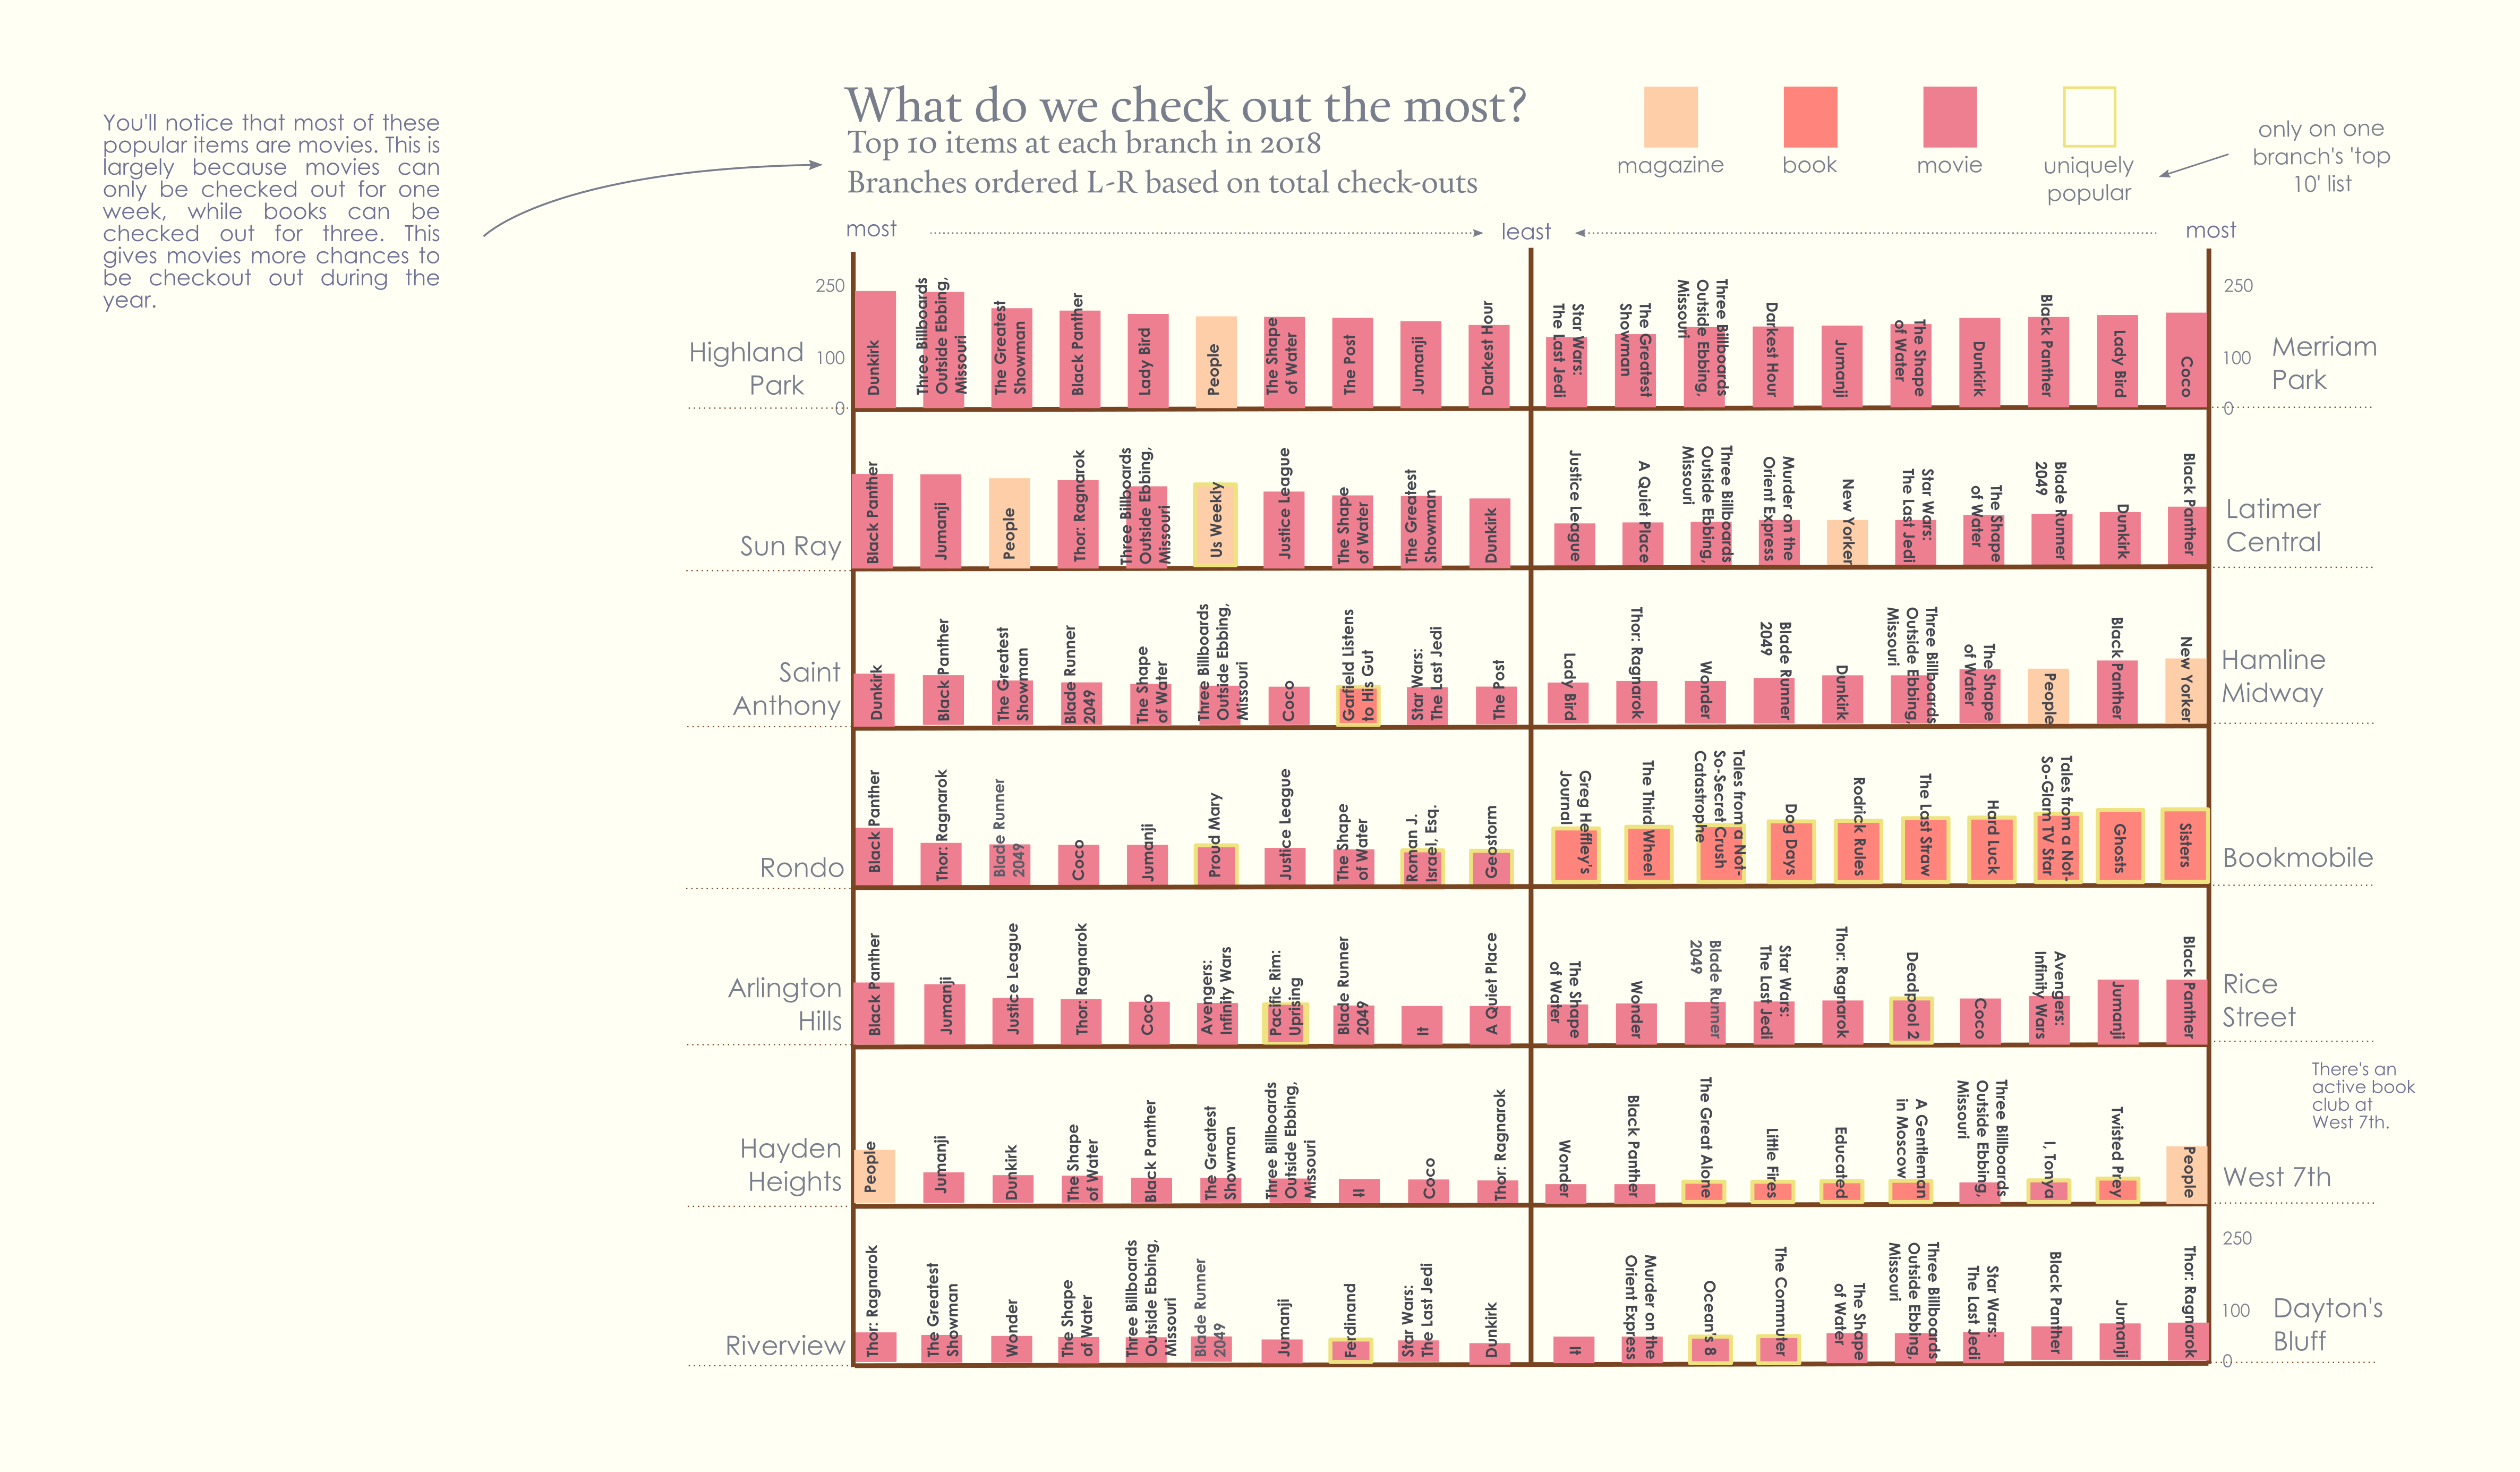 You'll notice that most of these
popular items are movies. This is
largely because movies can
only be checked out for one
week, while books can be
checked out for three. This
gives movies more chances to
be checkout out during the
year.
What do we check out the most?
Top 10 items at each branch in 2018
Branches ordered L-R based on total check-outs
magazine
book
movie
uniquely
popular
only on one
branch's 'top
10' list
most
least
most
Highland
Park
250
100
0
Dunkirk
Three Billboards
Outside Ebbing,
Missouri
The Greatest
Showman
Black Panther
Lady Bird
People
The Shape
of Water
The Post
Jumanji
Darkest Hour
Star Wars:
The Last Jedi
The Greatest
Showman
Three Billboards
Outside Ebbing,
Missouri
Darkest Hour
Jumanji
The Shape
of Water
Dunkirk
Black Panther
Lady Bird
Coco
250
100
0
Merriam
Park
Sun Ray
Black Panther
Jumanji
People
Thor: Ragnarok
Three Billboards
Outside Ebbing,
Missouri
Us Weekly
Justice League
The Shape
of Water
The Greatest
Showman
Dunkirk
Justice League
A Quiet Place
Three Billboards
Outside Ebbing,
Missouri
Murder on the
Orient Express
New Yorker
Star Wars:
The Last Jedi
The Shape
of Water
Blade Runner
2049
Dunkirk
Black Panther
Latimer
Central
Saint
Anthony
Dunkirk
Black Panther
The Greatest
Showman
Blade Runner
2049
The Shape
of Water
Three Billboards
Outside Ebbing,
Missouri
Coco
Garfield Listens
to His Gut
Star Wars:
The Last Jedi
The Post
Lady Bird
Thor: Ragnarok
Wonder
Blade Runner
2049
Dunkirk
Three Billboards
Outside Ebbing,
Missouri
The Shape
of Water
People
Black Panther
New Yorker
Hamline
Midway
Rondo
Black Panther
Thor: Ragnarok
Blade Runner
2049
Coco
Jumanji
Proud Mary
Justice League
The Shape
of Water
Roman J.
Israel, Esq.
Geostorm
Greg Heffley's
Journal
The Third Wheel
Tales from a Not-
So-Secret Crush
Catastrophe
Dog Days
Rodrick Rules
The Last Straw
Hard Luck
Tales from a Not-
So-Glam TV Star
Ghosts
Sisters
Bookmobile
Arlington
Hills
Black Panther
Jumanji
Justice League
Thor: Ragnarok
Coco
Avengers:
Infinity Wars
Pacific Rim:
Uprising
Blade Runner
2049
It
A Quiet Place
The Shape
of Water
Wonder
Blade Runner
2049
Star Wars:
The Last Jedi
Thor: Ragnarok
Deadpool 2
Coco
Avengers:
Infinity Wars
Jumanji
Black Panther
Rice
Street
Hayden
Heights
People
Jumanji
Dunkirk
The Shape
of Water
Black Panther
The Greatest
Showman
Three Billboards
Outside Ebbing,
Missouri
It
Coco
Thor: Ragnarok
Wonder
Black Panther
The Great Alone
Little Fires
Educated
A Gentleman
in Moscow
Three Billboards
Outside Ebbing,
Missouri
I, Tonya
Twisted Prey
People
There's an
active book
club at
West 7th.
West 7th
Riverview
Thor: Ragnarok
The Greatest
Showman
Wonder
The Shape
of Water
Three Billboards
Outside Ebbing,
Missouri
Blade Runner
2049
Jumanji
Ferdinand
Star Wars:
The Last Jedi
Dunkirk
It
Murder on the
Orient Express
Ocean's 8
The Commuter
The Shape
of Water
Three Billboards
Outside Ebbing,
Missouri
Star Wars:
The Last Jedi
Black Panther
Jumanji
Thor: Ragnarok
250
100
0
Dayton's
Bluff